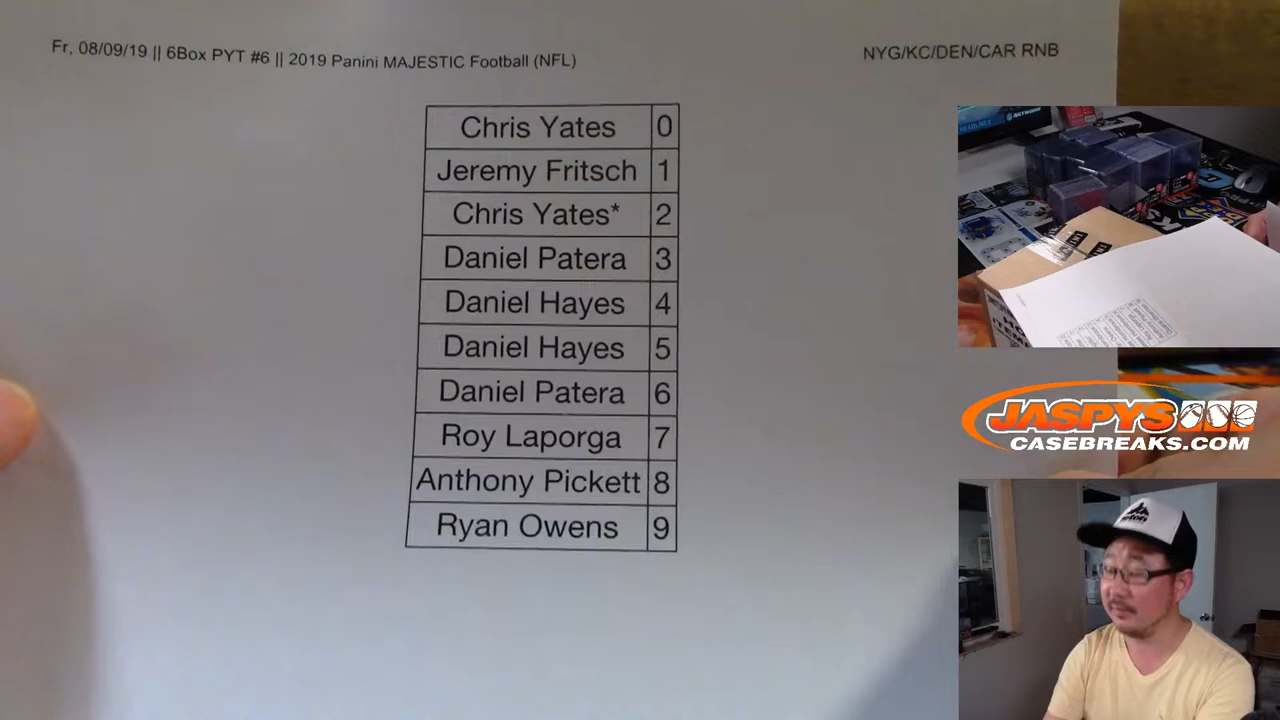 Fr, 08/09/19 || 6Box PYT #6 || 2019 Panini MAJESTIC Football (NFL)
NYG/KC/DEN/CAR RNB
Chris Yates 0
Jeremy Fritsch 1
Chris Yates* 2
Daniel Patera 3
Daniel Hayes 4
Daniel Hayes 5
Daniel Patera 6
Roy Laporga 7
Anthony Pickett 8
Ryan Owens 9
JASPYS
CASEBREAKS.COM